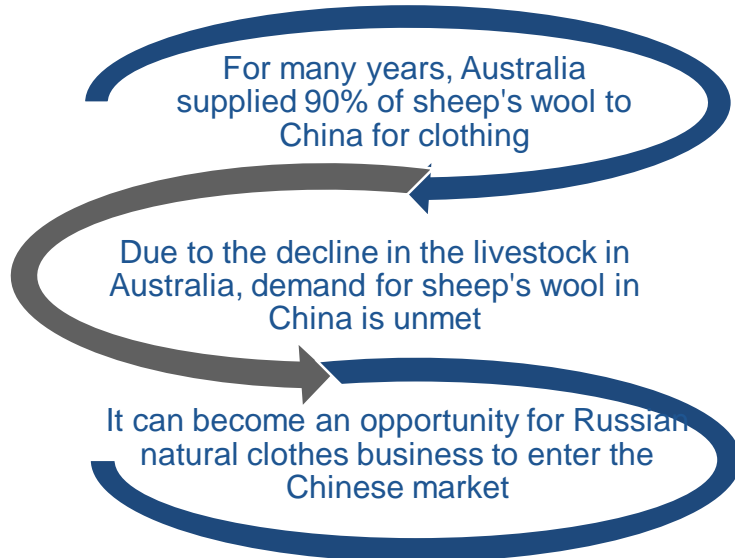 For many years, Australia
supplied 90% of sheep's wool to
China for clothing
Due to the decline in the livestock in
Australia, demand for sheep's wool in
China is unmet
It can become an opportunity for Russian
natural clothes business to enter the
Chinese market